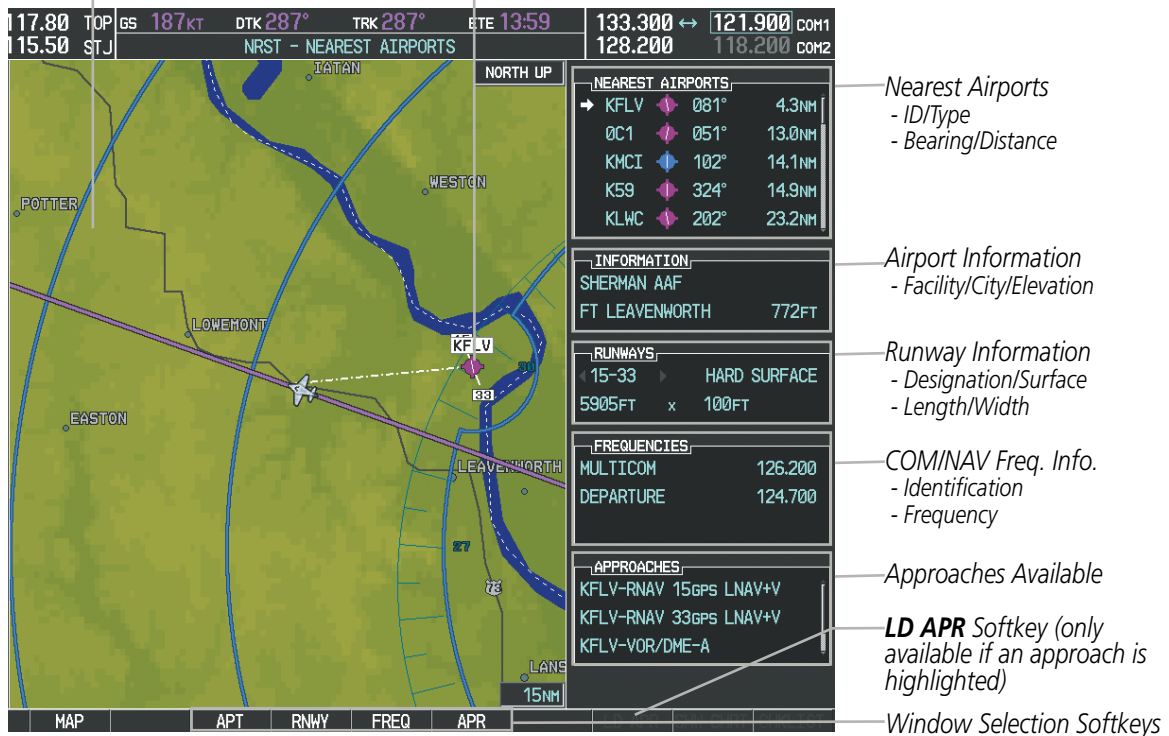 117.80 TOP GS 187KT DTK 287° TRK 287° ETE 13:59 133.300 ↔ 121.900 COM1
115.50 STJ NRST - NEAREST AIRPORTS 128.200 118.200 COM2
IATAN
NORTH UP
WESTON
POTTER
LOWEMONT
KFLV
33
30
EASTON
LEAVENWORTH
27
73
LANS
15NM
NEAREST AIRPORTS
KFLV 081° 4.3NM
0C1 051° 13.0NM
KMCI 102° 14.1NM
K59 324° 14.9NM
KLWC 202° 23.2NM
INFORMATION
SHERMAN AAF
FT LEAVENWORTH 772FT
RUNWAYS
15-33 HARD SURFACE
5905FT x 100FT
FREQUENCIES
MULTICOM 126.200
DEPARTURE 124.700
APPROACHES
KFLV-RNAV 15GPS LNAV+V
KFLV-RNAV 33GPS LNAV+V
KFLV-VOR/DME-A
MAP APT RNWY FREQ APR
Nearest Airports
- ID/Type
- Bearing/Distance
Airport Information
- Facility/City/Elevation
Runway Information
- Designation/Surface
- Length/Width
COM/NAV Freq. Info.
- Identification
- Frequency
Approaches Available
LD APR Softkey (only
available if an approach is
highlighted)
Window Selection Softkeys